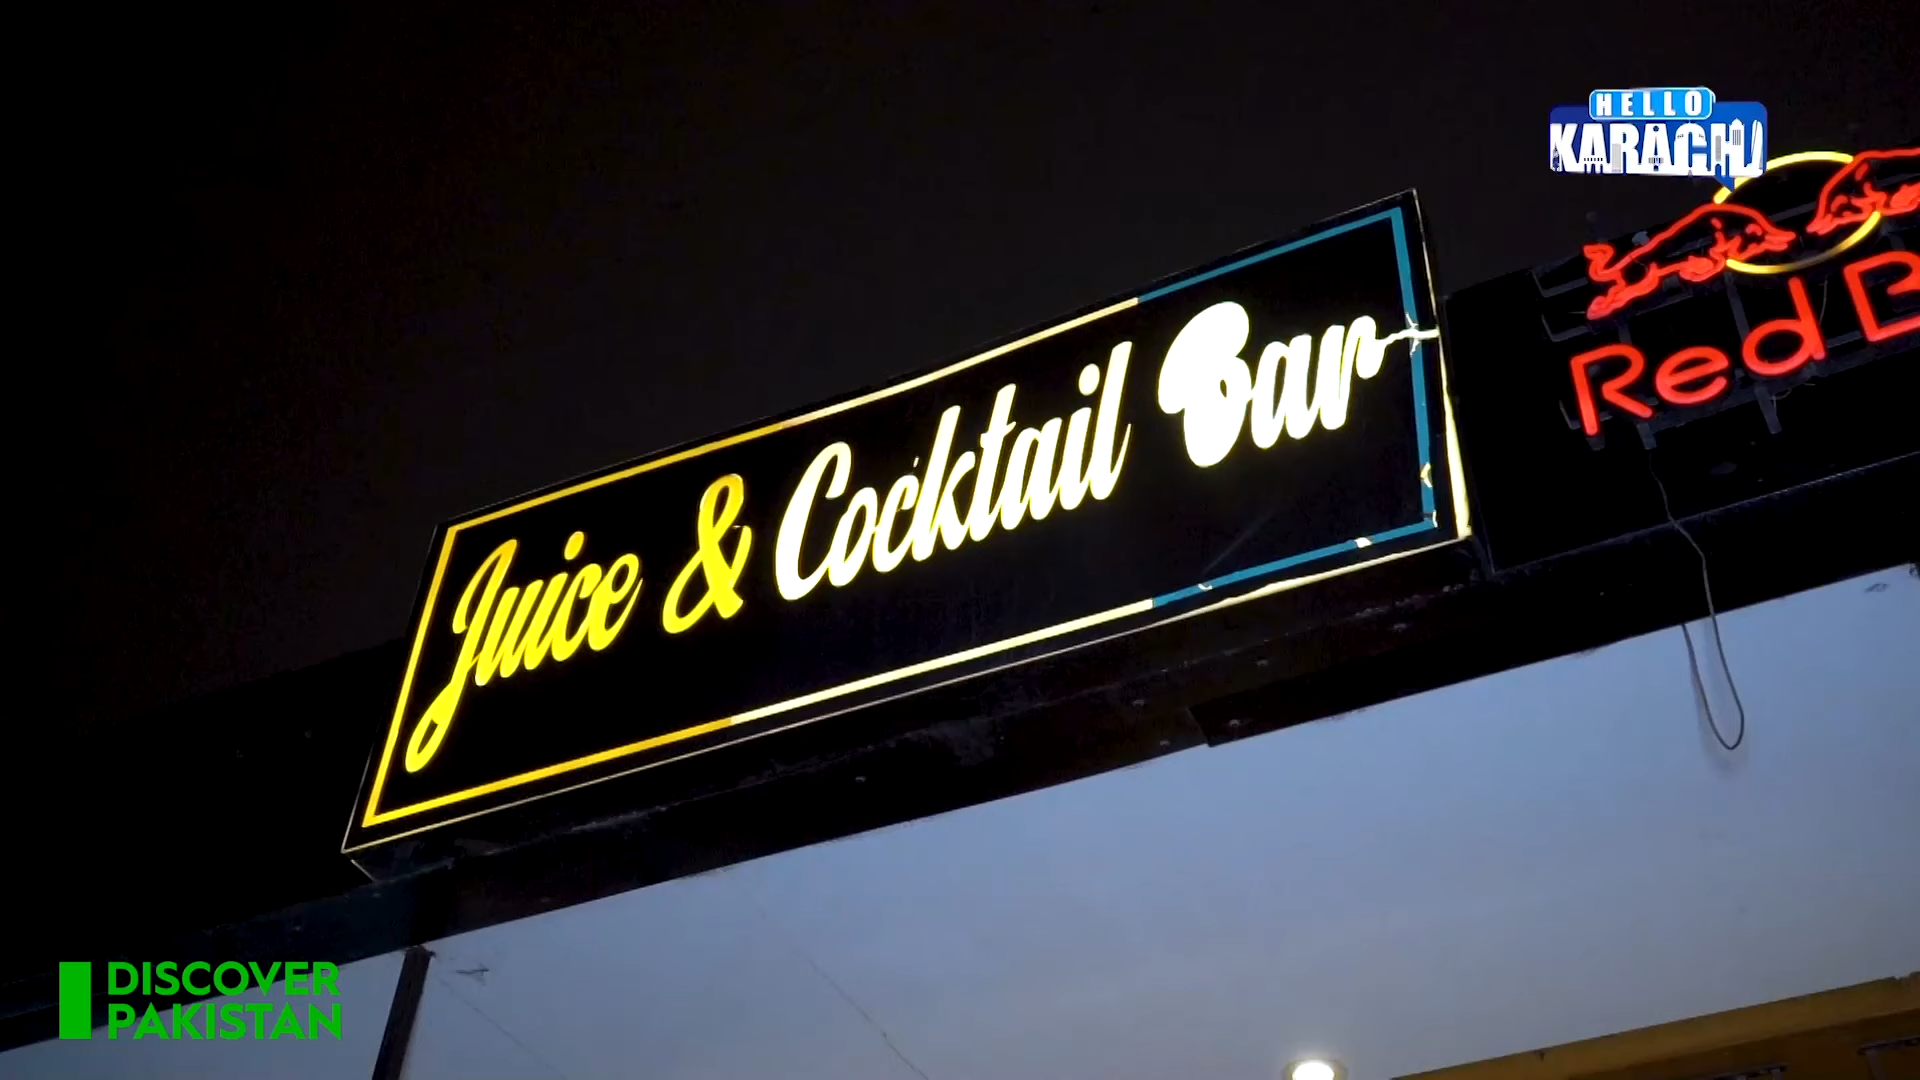 HELLO
KARACHI
Juice & Cocktail Bar
Red B
DISCOVER
PAKISTAN